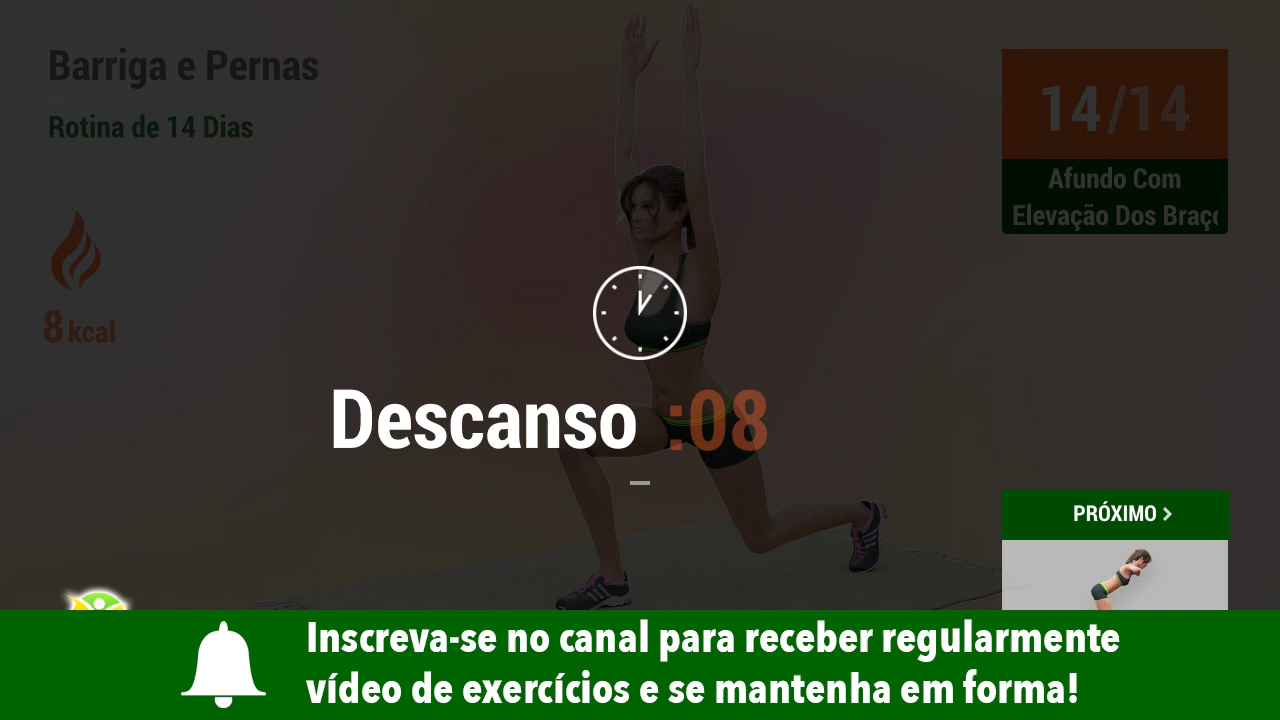 Barriga e Pernas
Rotina de 14 Dias
14/14
Afundo Com
Elevação Dos Braço
8 kcal
Descanso :08
PRÓXIMO >
Inscreva-se no canal para receber regularmente
vídeo de exercícios e se mantenha em forma!